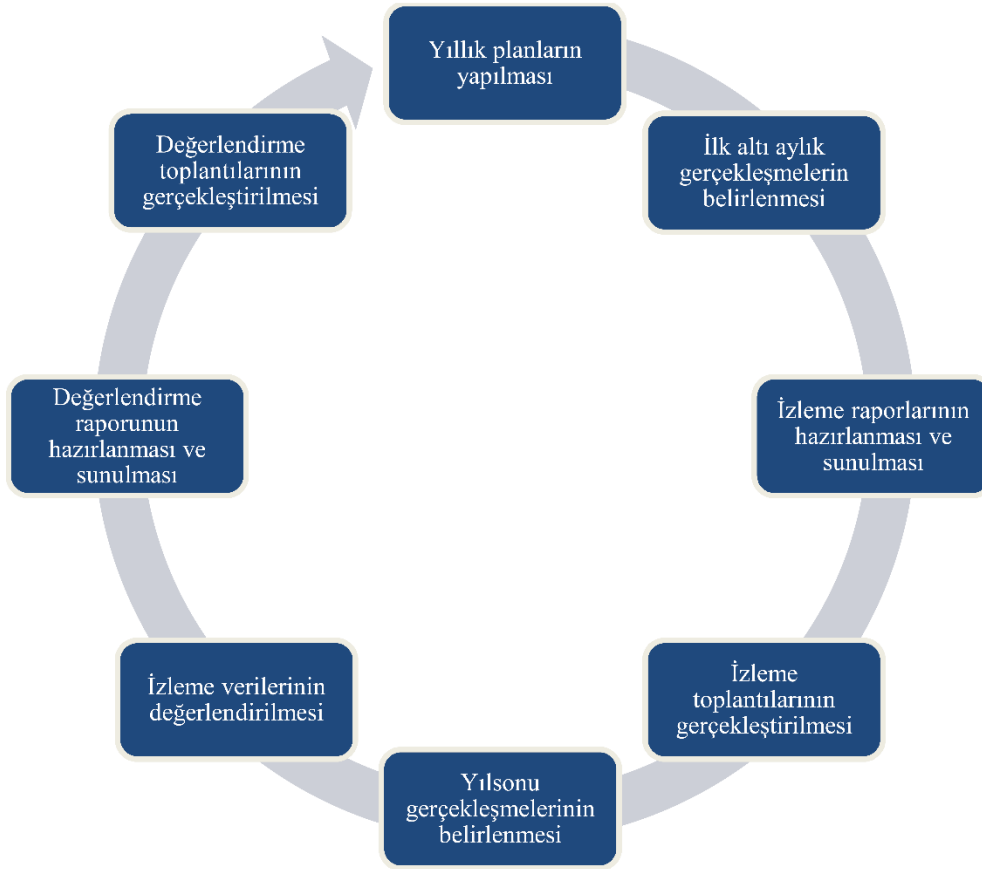 Yıllık planların
yapılması
İlk altı aylık
gerçekleşmelerin
belirlenmesi
İzleme raporlarının
hazırlanması ve
sunulması
İzleme
toplantılarının
gerçekleştirilmesi
Yılsonu
gerçekleşmelerinin
belirlenmesi
İzleme verilerinin
değerlendirilmesi
Değerlendirme
raporunun
hazırlanması ve
sunulması
Değerlendirme
toplantılarının
gerçekleştirilmesi